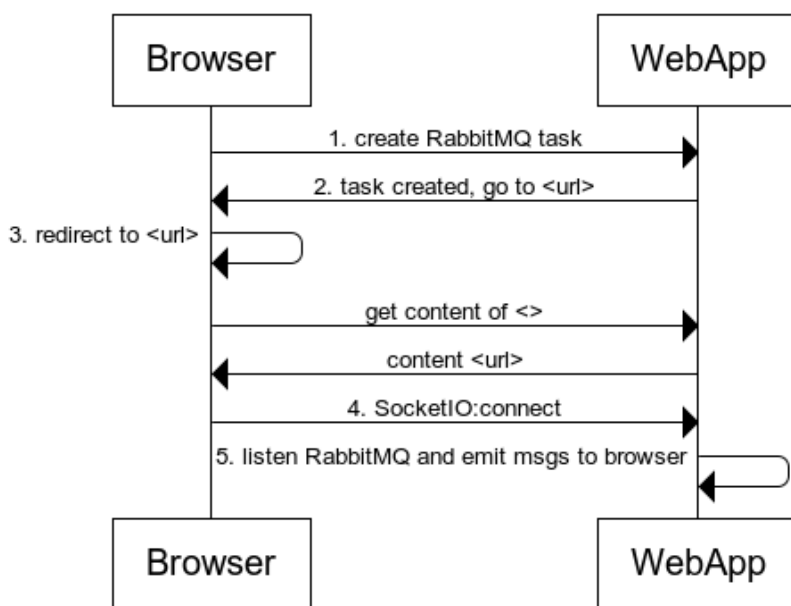 Browser
WebApp
1. create RabbitMQ task
2. task created, go to <url>
3. redirect to <url>
get content of <>
content <url>
4. SocketIO:connect
5. listen RabbitMQ and emit msgs to browser
Browser
WebApp